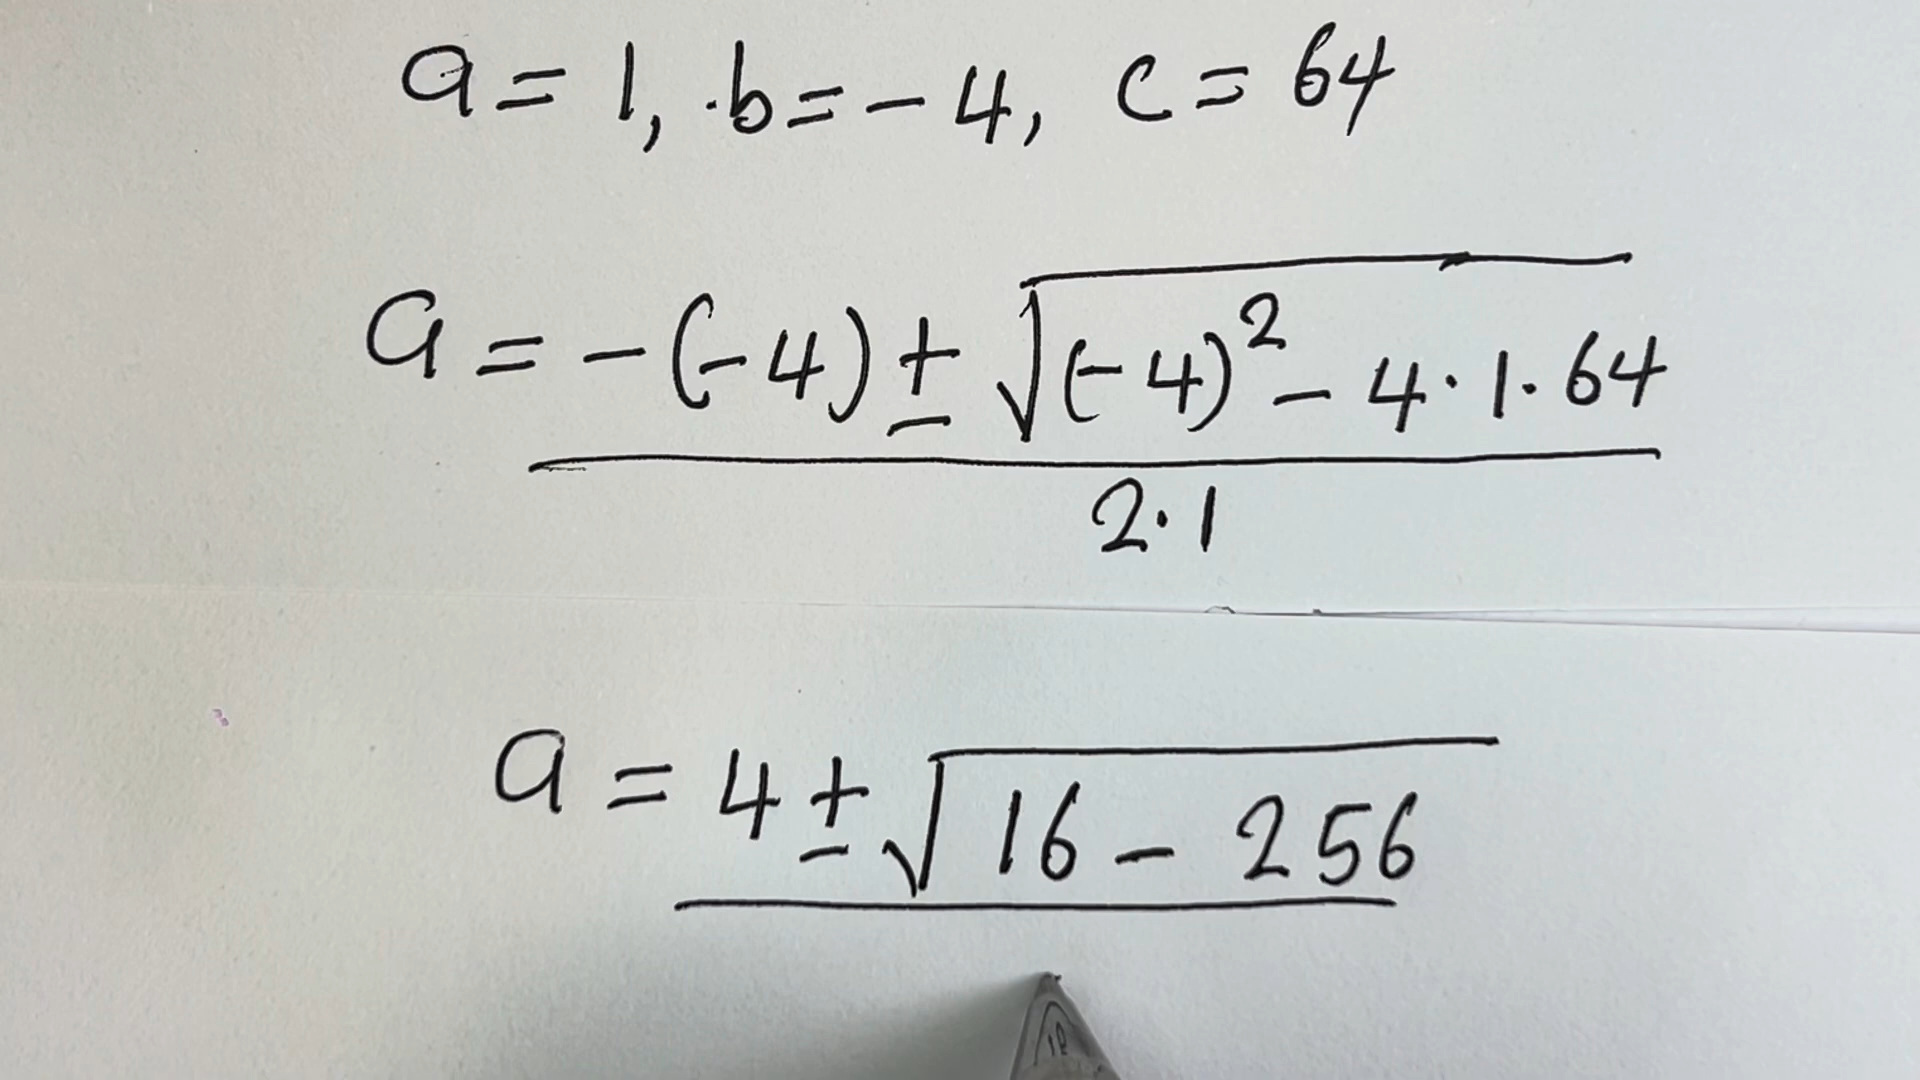 a = 1, b = -4, c = 64
a = -(-4) ± √(-4)² - 4·1·64
2·1
a = 4 ± √16 - 256